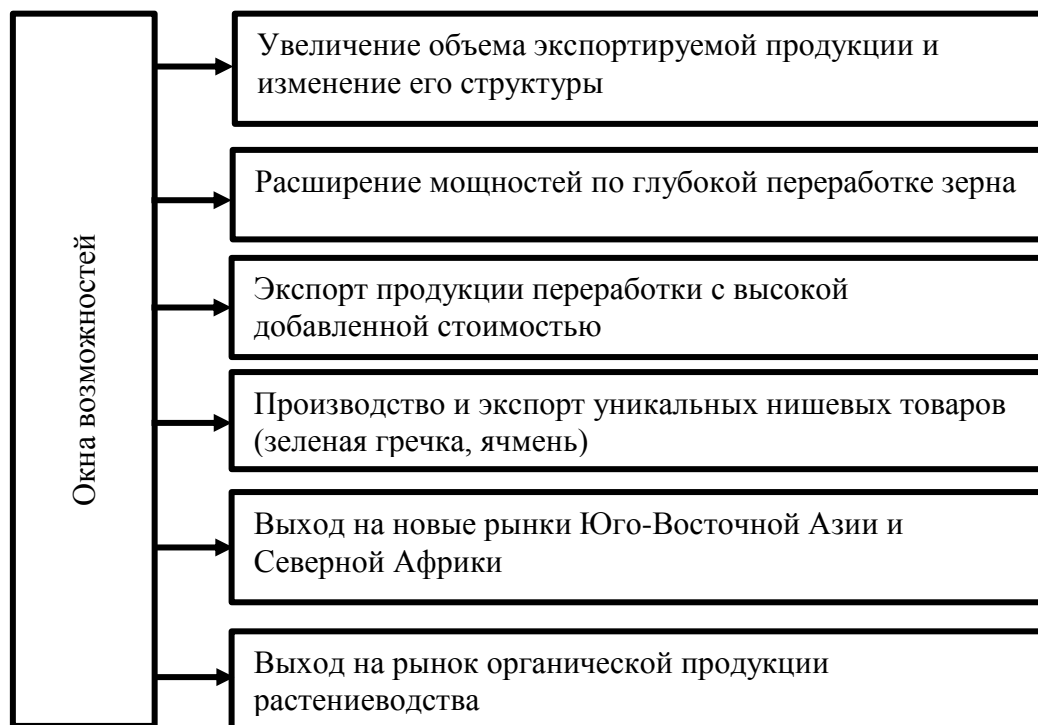 Окна возможностей
Увеличение объема экспортируемой продукции и
изменение его структуры
Расширение мощностей по глубокой переработке зерна
Экспорт продукции переработки с высокой
добавленной стоимостью
Производство и экспорт уникальных нишевых товаров
(зеленая гречка, ячмень)
Выход на новые рынки Юго-Восточной Азии и
Северной Африки
Выход на рынок органической продукции
растениеводства